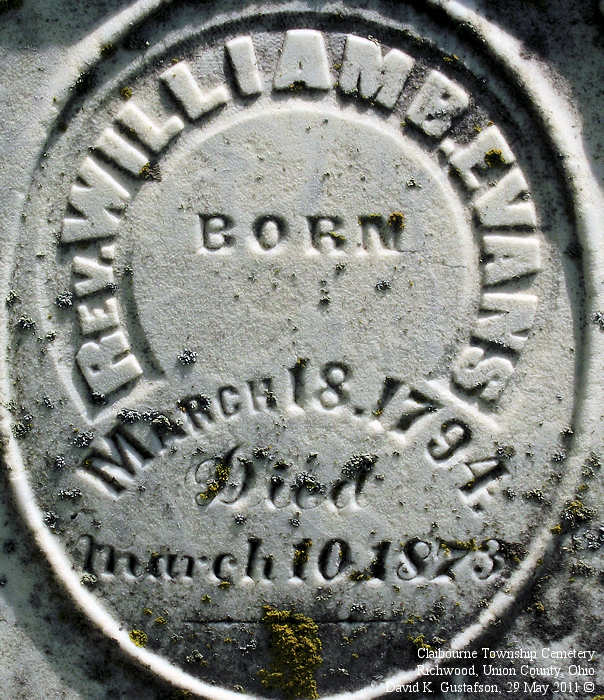 REV. WILLIAM B. EVANS
BORN
MARCH 18, 1794.
Died
March 10, 1873
Claibourne Township Cemetery
Richwood, Union County, Ohio
David K. Gustafson, 29 May 2011 ©